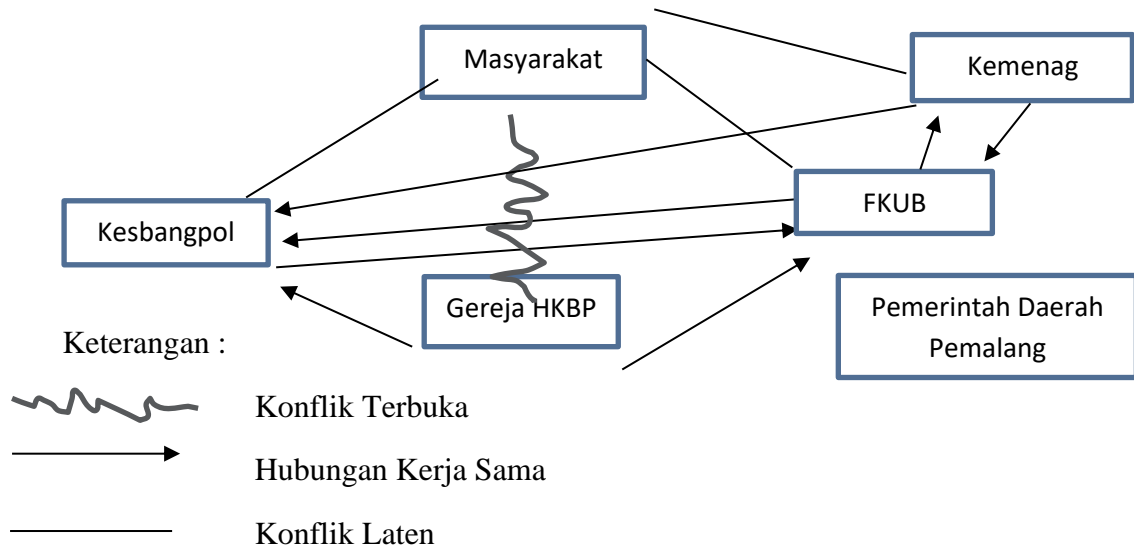 Masyarakat
Kemenag
Kesbangpol
FKUB
Gereja HKBP
Pemerintah Daerah
Pemalang
Keterangan :
Konflik Terbuka
Hubungan Kerja Sama
Konflik Laten